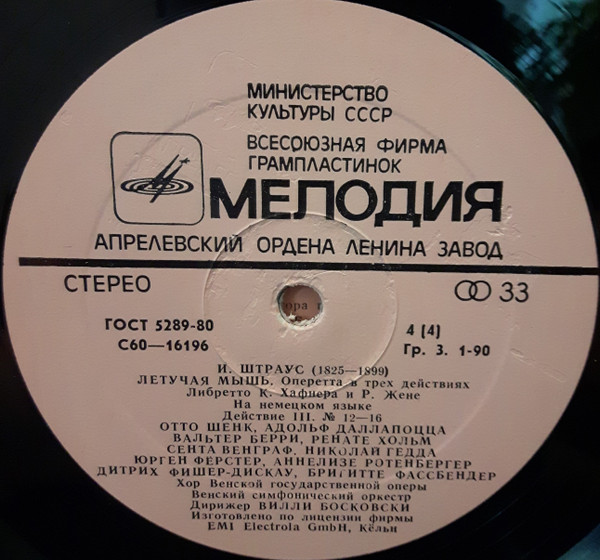 МИНИСТЕРСТВО
КУЛЬТУРЫ СССР
ВСЕСОЮЗНАЯ ФИРМА
ГРАМПЛАСТИНОК
МЕЛОДИЯ
АПРЕЛЕВСКИЙ ОРДЕНА ЛЕНИНА ЗАВОД
СТЕРЕО 33
ГОСТ 5289-80 4 (4)
С60—16196 Гр. 3. 1-90
И. ШТРАУС (1825—1899)
ЛЕТУЧАЯ МЫШЬ. Оперетта в трех действиях
Либретто К. Хафнера и Р. Жене
На немецком языке
Действие III. № 12—16
ОТТО ШЕНК, АДОЛЬФ ДАЛЛАПОЦЦА
ВАЛЬТЕР БЕРРИ, РЕНАТЕ ХОЛЬМ
СЕНТА ВЕНГРАФ, НИКОЛАЙ ГЕДДА
ЮРГЕН ФЕРСТЕР, АННЕЛИЗЕ РОТЕНБЕРГЕР
ДИТРИХ ФИШЕР-ДИСКАУ, БРИГИТТЕ ФАССБЕНДЕР
Хор Венской государственной оперы
Венский симфонический оркестр
Дирижер ВИЛЛИ БОСКОВСКИ
Изготовлено по лицензии фирмы
EMI Electrola GmbH, Кёльн